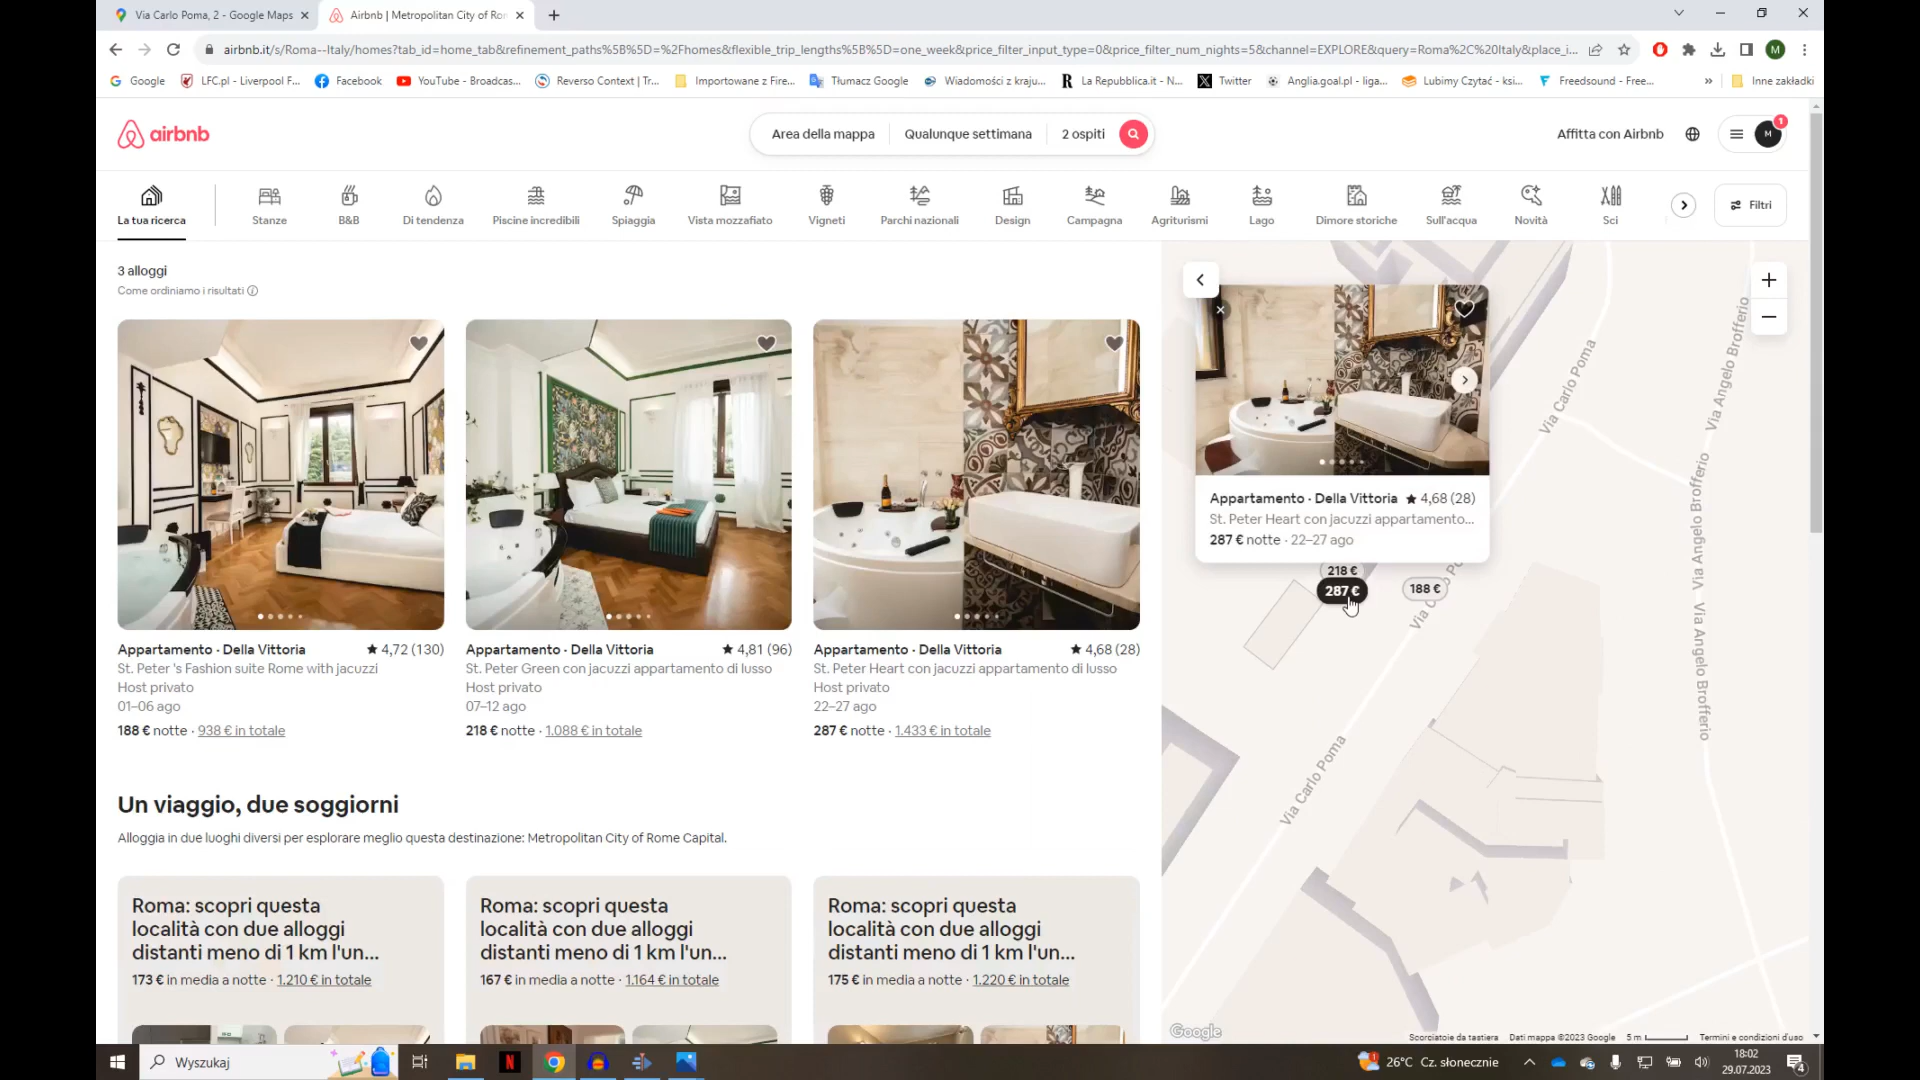 Via Carlo Poma, 2 - Google Maps
Airbnb | Metropolitan City of Ro
airbnb.it/s/Roma--Italy/homes?tab_id=home_tab&refinement_paths%5B%5D=%2Fhomes&flexible_trip_lengths%5B%5D=one_week&price_filter_input_type=0&price_filter_num_nights=5&channel=EXPLORE&query=Roma%2C%20Italy&place_i...
M
Google
LFC.pl - Liverpool F...
Facebook
YouTube - Broadcas...
Reverso Context | Tr...
Importowane z Fire...
Tłumacz Google
Wiadomości z kraju,...
La Repubblica.it - N...
Twitter
Anglia.goal.pl - liga...
Lubimy Czytać - ksi...
Freedsound - Free...
»
Inne zakładki
airbnb
Area della mappa
Qualunque settimana
2 ospiti
Affitta con Airbnb
M
1
La tua ricerca
Stanze
B&B
Di tendenza
Piscine incredibili
Spiaggia
Vista mozzafiato
Vigneti
Parchi nazionali
Design
Campagna
Agriturismi
Lago
Dimore storiche
Sull'acqua
Novità
Sci
Filtri
3 alloggi
Come ordiniamo i risultati
Appartamento · Della Vittoria ★ 4,72 (130)
St. Peter 's Fashion suite Rome with jacuzzi
Host privato
01–06 ago
188 € notte · 938 € in totale
Appartamento · Della Vittoria ★ 4,81 (96)
St. Peter Green con jacuzzi appartamento di lusso
Host privato
07–12 ago
218 € notte · 1.088 € in totale
Appartamento · Della Vittoria ★ 4,68 (28)
St. Peter Heart con jacuzzi appartamento di lusso
Host privato
22–27 ago
287 € notte · 1.433 € in totale
Un viaggio, due soggiorni
Alloggia in due luoghi diversi per esplorare meglio questa destinazione: Metropolitan City of Rome Capital.
Roma: scopri questa
località con due alloggi
distanti meno di 1 km l'un...
173 € in media a notte · 1.210 € in totale
Roma: scopri questa
località con due alloggi
distanti meno di 1 km l'un...
167 € in media a notte · 1.164 € in totale
Roma: scopri questa
località con due alloggi
distanti meno di 1 km l'un...
175 € in media a notte · 1.220 € in totale
Appartamento · Della Vittoria ★ 4,68 (28)
St. Peter Heart con jacuzzi appartamento...
287 € notte · 22–27 ago
218 €
287 €
188 €
Via Carlo Poma
Via Carlo Poma
Via Angelo Brofferio
Via Angelo Brofferio
Via Angelo Brofferio
Google
Scorciatoie da tastiera
Dati mappa ©2023 Google
5 m
Termini e condizioni d'uso
Wyszukaj
26°C Cz. słonecznie
18:02
29.07.2023
4